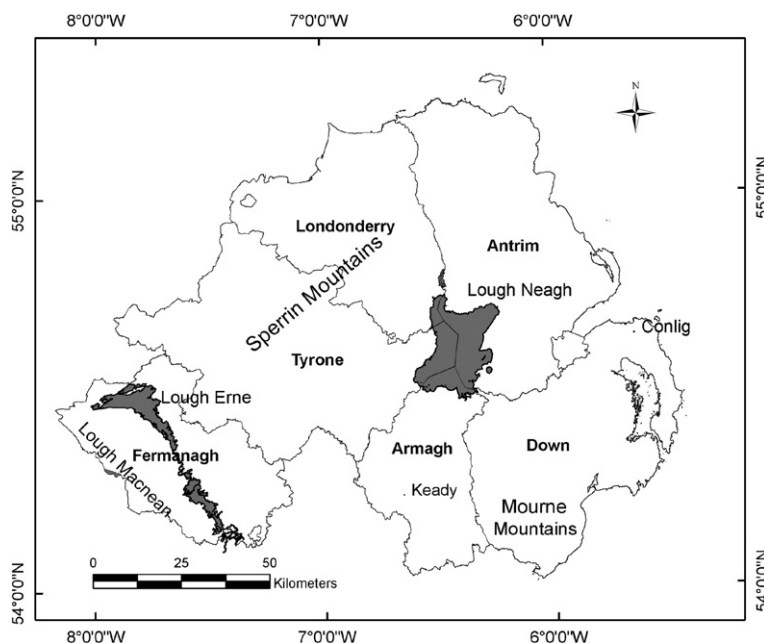 8°0'0"W 7°0'0"W 6°0'0"W
N
55°0'0"N
55°0'0"N
Londonderry
Antrim
Sperrin Mountains
Lough Neagh
Conlig
Tyrone
Lough Erne
Lough Macnean
Fermanagh
Armagh
Down
Keady
Mourne
Mountains
0 25 50
Kilometers
54°0'0"N
54°0'0"N
8°0'0"W 7°0'0"W 6°0'0"W